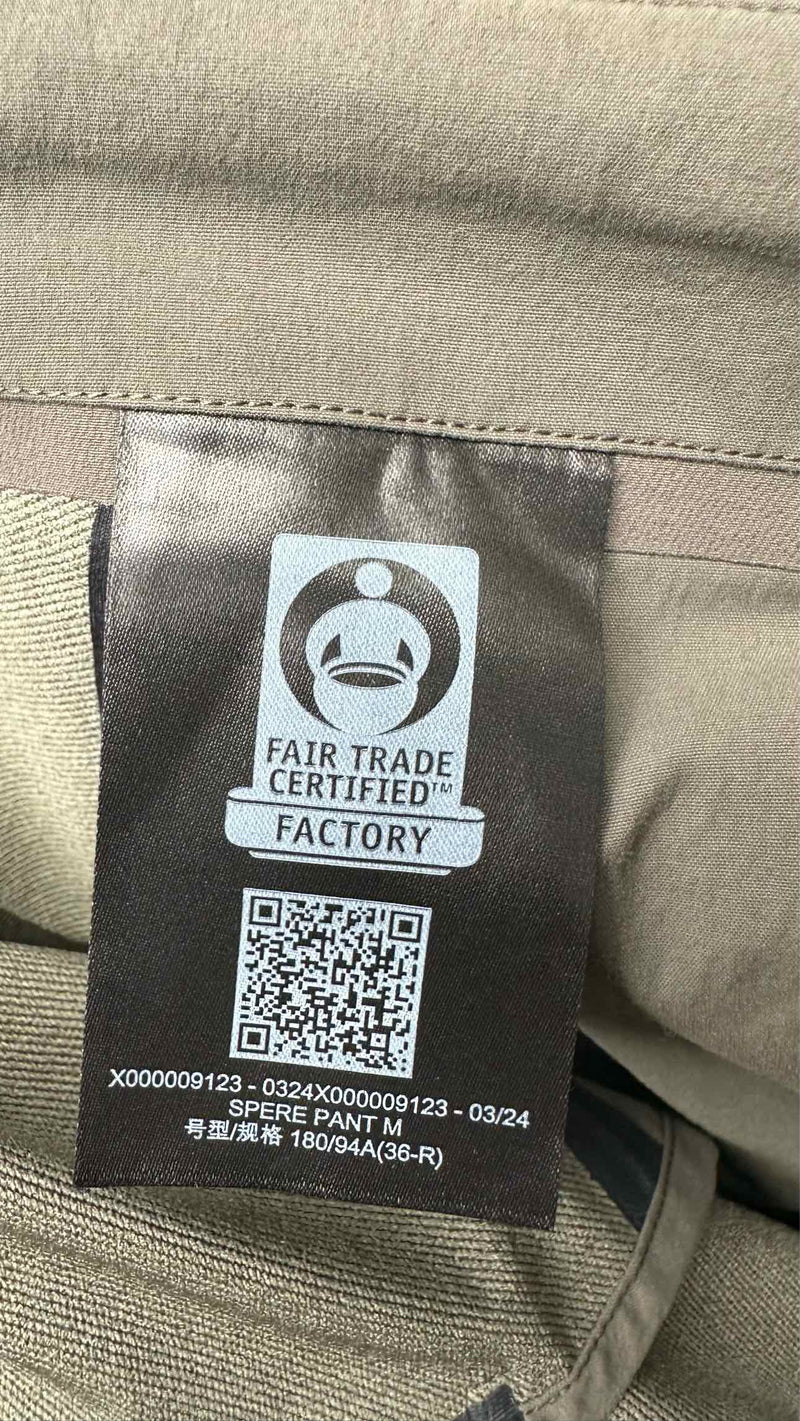 FAIR TRADE
CERTIFIED™
FACTORY
X000009123 - 0324X000009123 - 03/24
SPERE PANT M
号型/规格 180/94A(36-R)